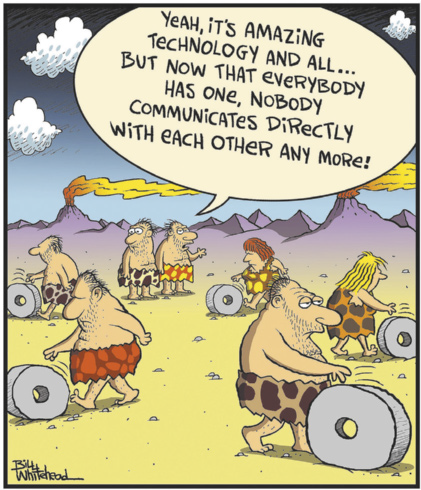 YEAH, IT'S AMAZING
TECHNOLOGY AND ALL...
BUT NOW THAT EVERYBODY
HAS ONE, NOBODY
COMMUNICATES DIRECTLY
WITH EACH OTHER ANY MORE!
Bill
Whitehead